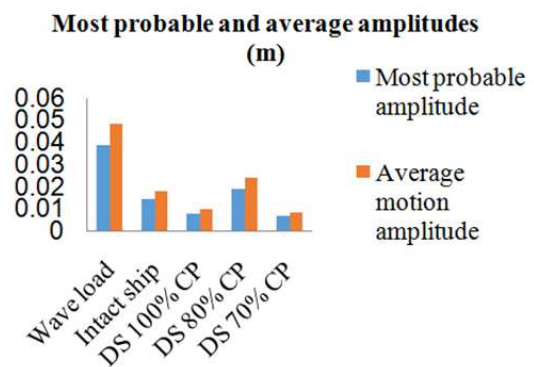 Most probable and average amplitudes
(m)
Most probable
amplitude
Average
motion
amplitude
0.06
0.05
0.04
0.03
0.02
0.01
0
Wave load
Intact ship
DS 100% CP
DS 80% CP
DS 70% CP